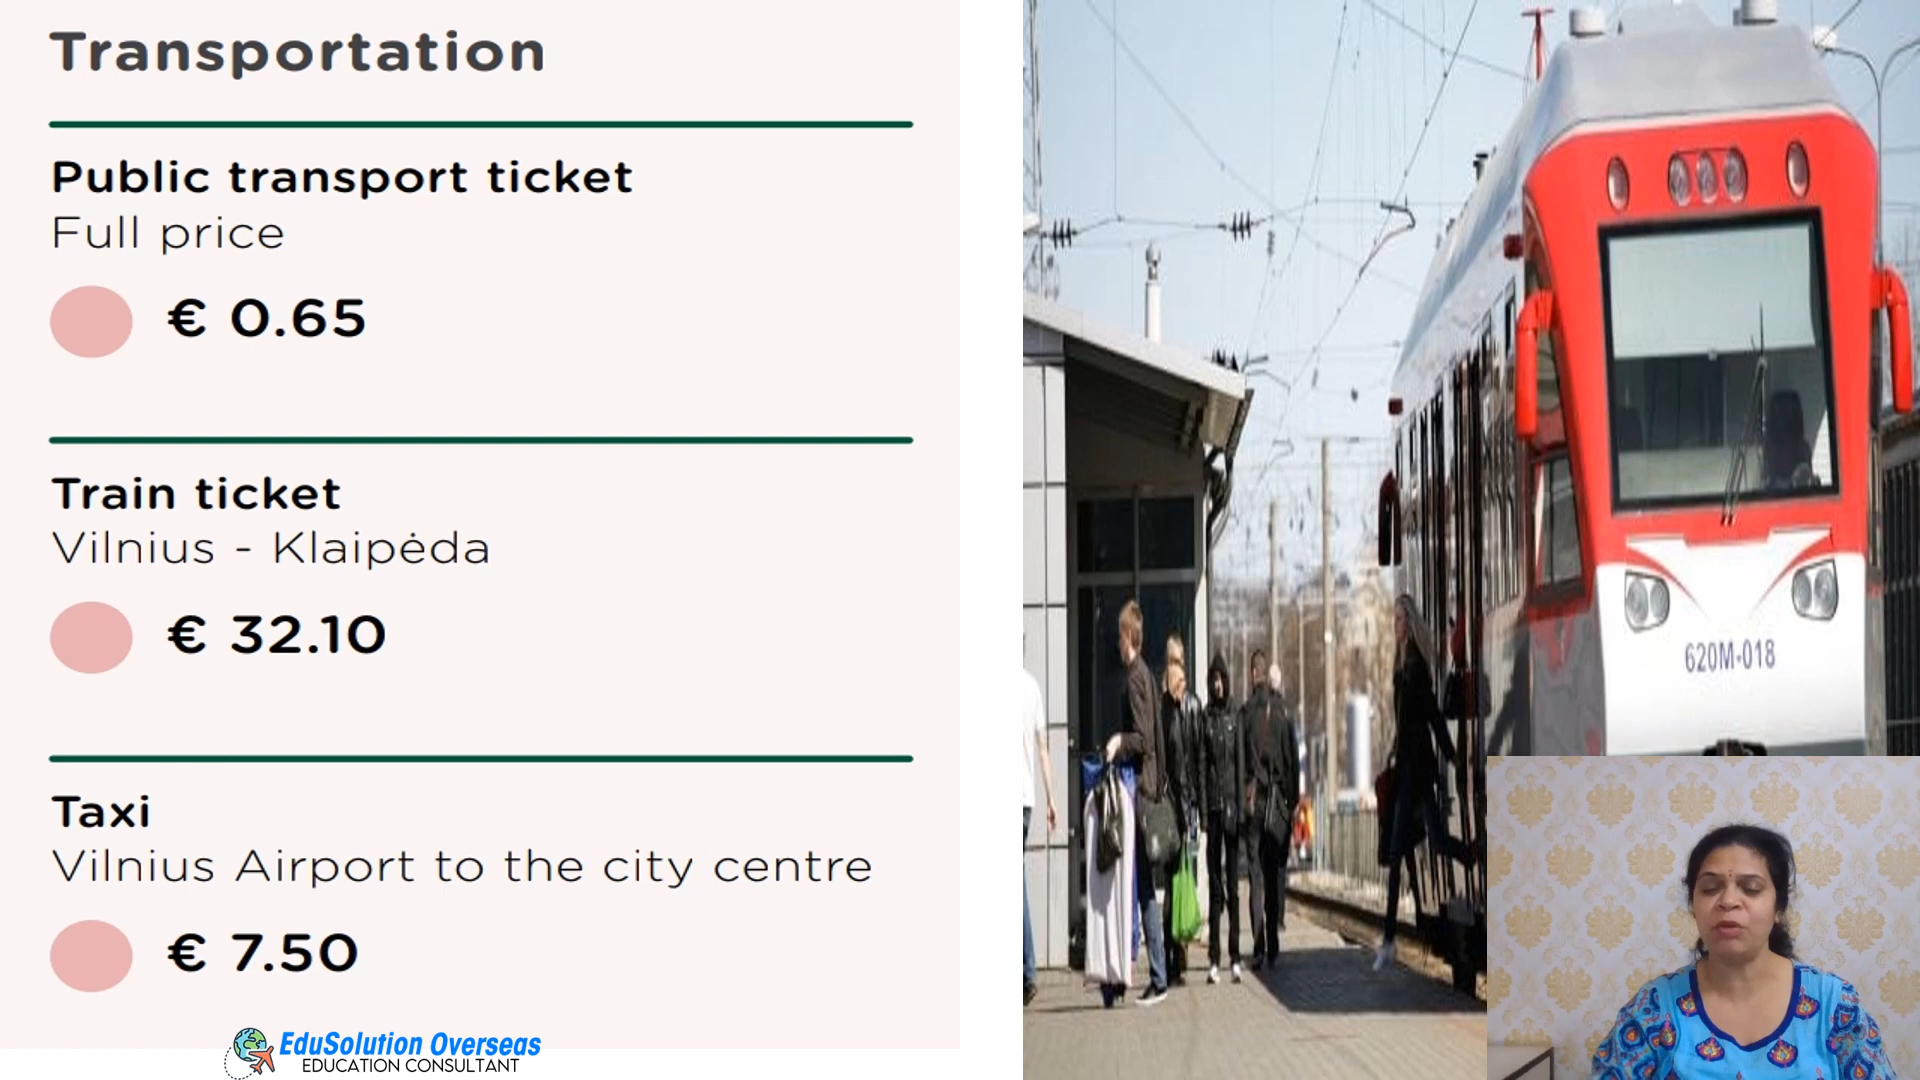 Transportation
Public transport ticket
Full price
€ 0.65
Train ticket
Vilnius - Klaipėda
€ 32.10
Taxi
Vilnius Airport to the city centre
€ 7.50
EduSolution Overseas
EDUCATION CONSULTANT
620M-018